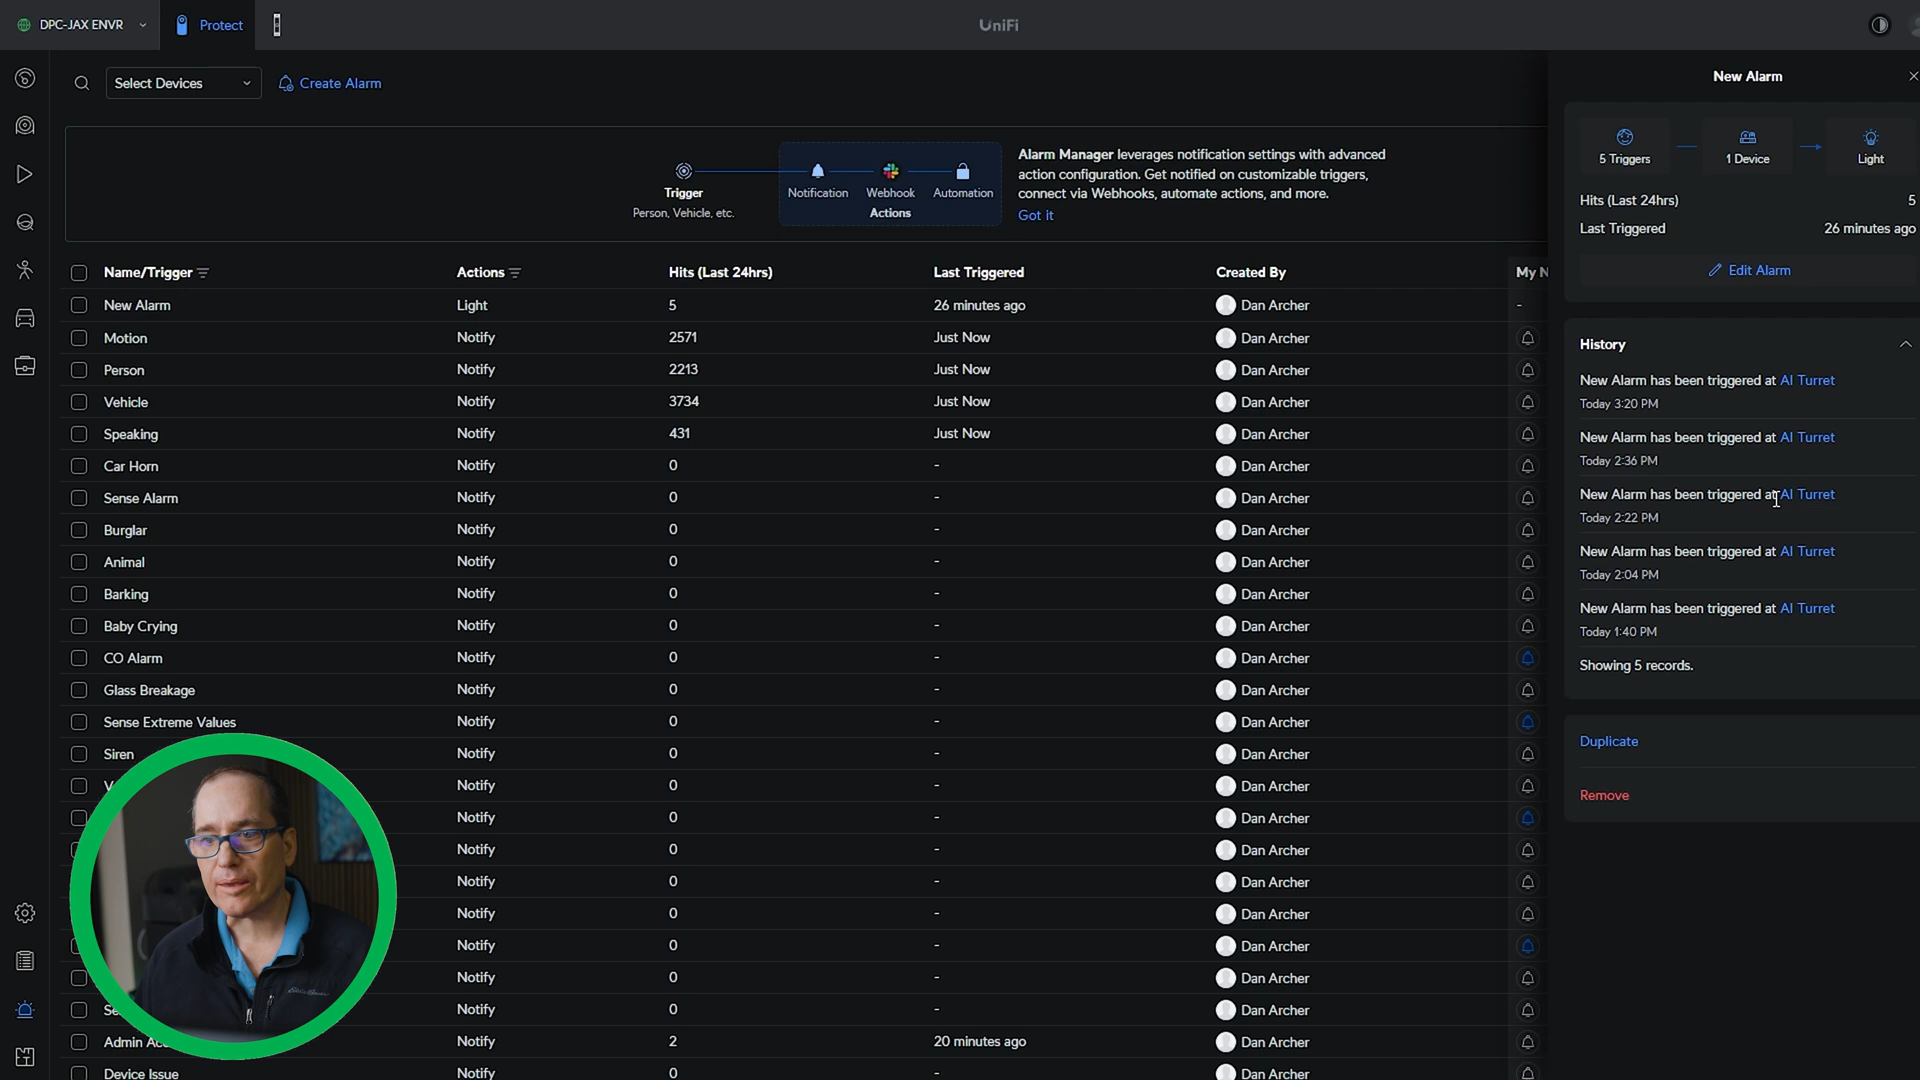 DPC-JAX ENVR
Protect
UniFi
Select Devices
Create Alarm
Trigger
Person, Vehicle, etc.
Notification
Webhook
Automation
Actions
Alarm Manager leverages notification settings with advanced
action configuration. Get notified on customizable triggers,
connect via Webhooks, automate actions, and more.
Got it
Name/Trigger Actions Hits (Last 24hrs) Last Triggered Created By My N
New Alarm Light 5 26 minutes ago Dan Archer -
Motion Notify 2571 Just Now Dan Archer
Person Notify 2213 Just Now Dan Archer
Vehicle Notify 3734 Just Now Dan Archer
Speaking Notify 431 Just Now Dan Archer
Car Horn Notify 0 - Dan Archer
Sense Alarm Notify 0 - Dan Archer
Burglar Notify 0 - Dan Archer
Animal Notify 0 - Dan Archer
Barking Notify 0 - Dan Archer
Baby Crying Notify 0 - Dan Archer
CO Alarm Notify 0 - Dan Archer
Glass Breakage Notify 0 - Dan Archer
Sense Extreme Values Notify 0 - Dan Archer
Siren Notify 0 - Dan Archer
Notify 0 - Dan Archer
Notify 0 - Dan Archer
Notify 0 - Dan Archer
Notify 0 - Dan Archer
Notify 0 - Dan Archer
Notify 0 - Dan Archer
Notify 0 - Dan Archer
Notify 0 - Dan Archer
Admin Notify 2 20 minutes ago Dan Archer
Device Issue Notify 0 - Dan Archer
New Alarm
5 Triggers
1 Device
Light
Hits (Last 24hrs) 5
Last Triggered 26 minutes ago
Edit Alarm
History
New Alarm has been triggered at AI Turret
Today 3:20 PM
New Alarm has been triggered at AI Turret
Today 2:36 PM
New Alarm has been triggered at AI Turret
Today 2:22 PM
New Alarm has been triggered at AI Turret
Today 2:04 PM
New Alarm has been triggered at AI Turret
Today 1:40 PM
Showing 5 records.
Duplicate
Remove